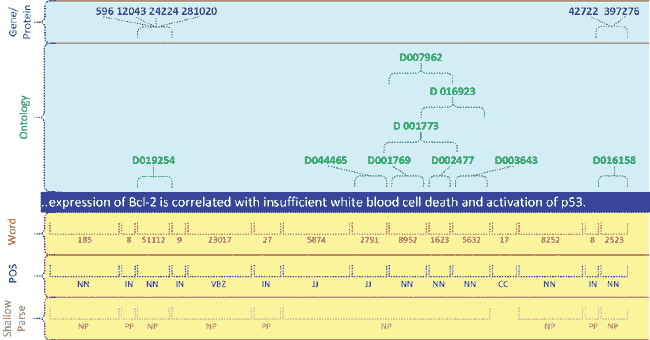 Gene/
Protein
596 12043 24224 281020
42722 397276
Ontology
D007962
D 016923
D 001773
D019254
D044465
D001769
D002477
D003643
D016158
..expression of Bcl-2 is correlated with insufficient white blood cell death and activation of p53.
Word
185 8 51112 9 23017 27 5874 2791 8952 1623 5632 17 8252 8 2523
POS
NN IN NN IN VBZ IN JJ JJ NN NN NN CC NN IN NN
Shallow
Parse
NP PP NP NP PP NP NP PP NP